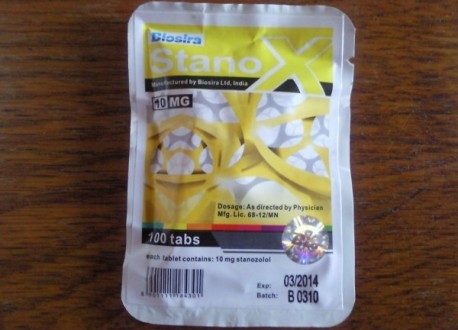 Biosira
StanoX
Manufactured by Biosira Ltd, India
10 MG
Dosage: As directed by Physician
Mfg. Lic. 68-12/MN
100 tabs
each tablet contains: 10 mg stanozolol
Exp: 03/2014
Batch: B 0310